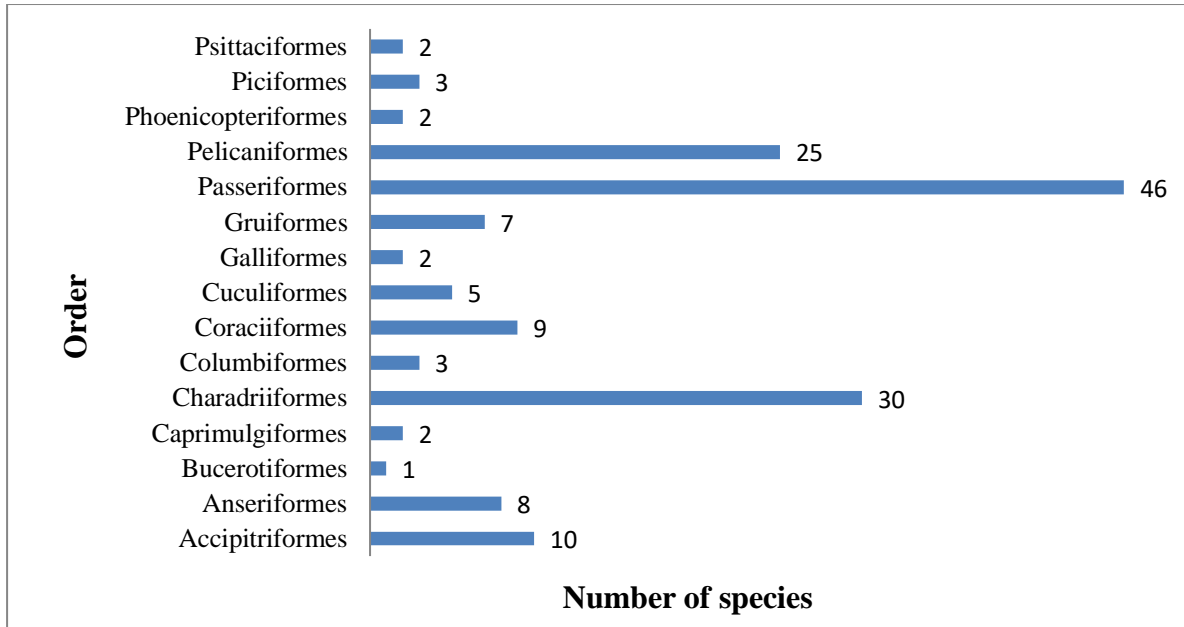 Psittaciformes 2
Piciformes 3
Phoenicopteriformes 2
Pelicaniformes 25
Passeriformes 46
Gruiformes 7
Galliformes 2
Cuculiformes 5
Coraciiformes 9
Columbiformes 3
Charadriiformes 30
Caprimulgiformes 2
Bucerotiformes 1
Anseriformes 8
Accipitriformes 10
Order
Number of species